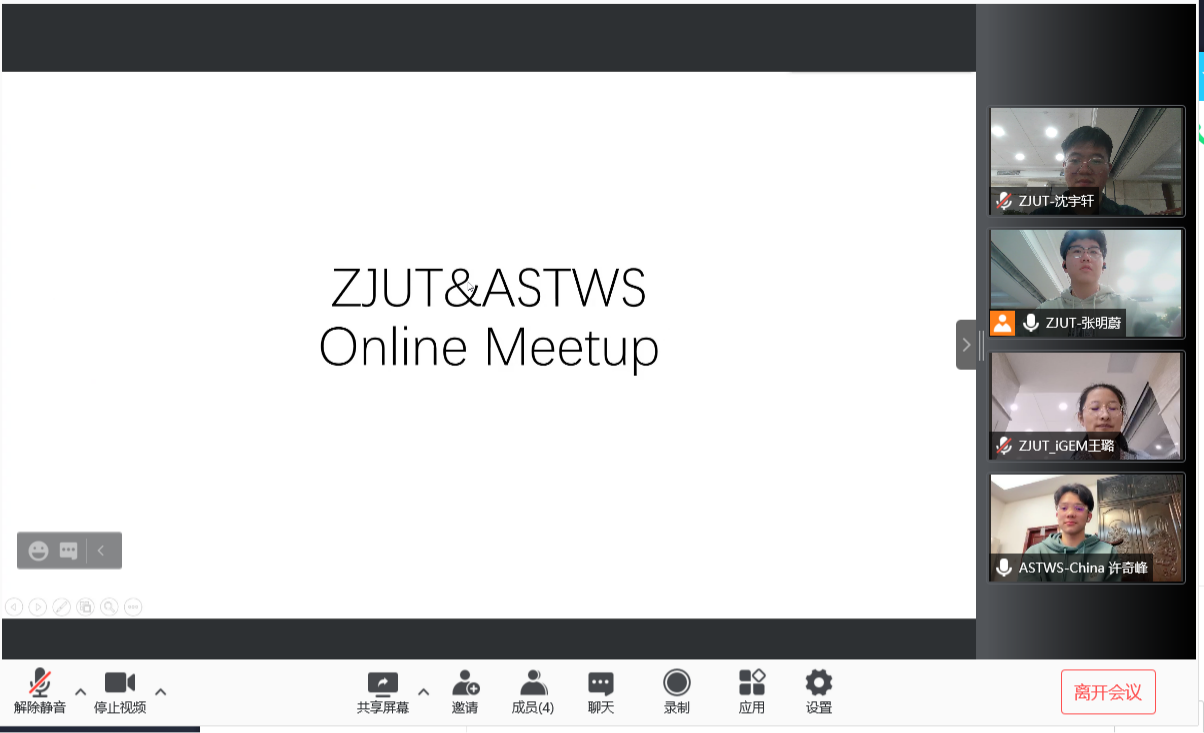 ZJUT&ASTWS
Online Meetup
ZJUT-沈宇轩
ZJUT-张明蔚
ZJUT_iGEM王璐
ASTWS-China 许奇峰
解除静音
停止视频
共享屏幕
邀请
成员(4)
聊天
录制
应用
设置
离开会议